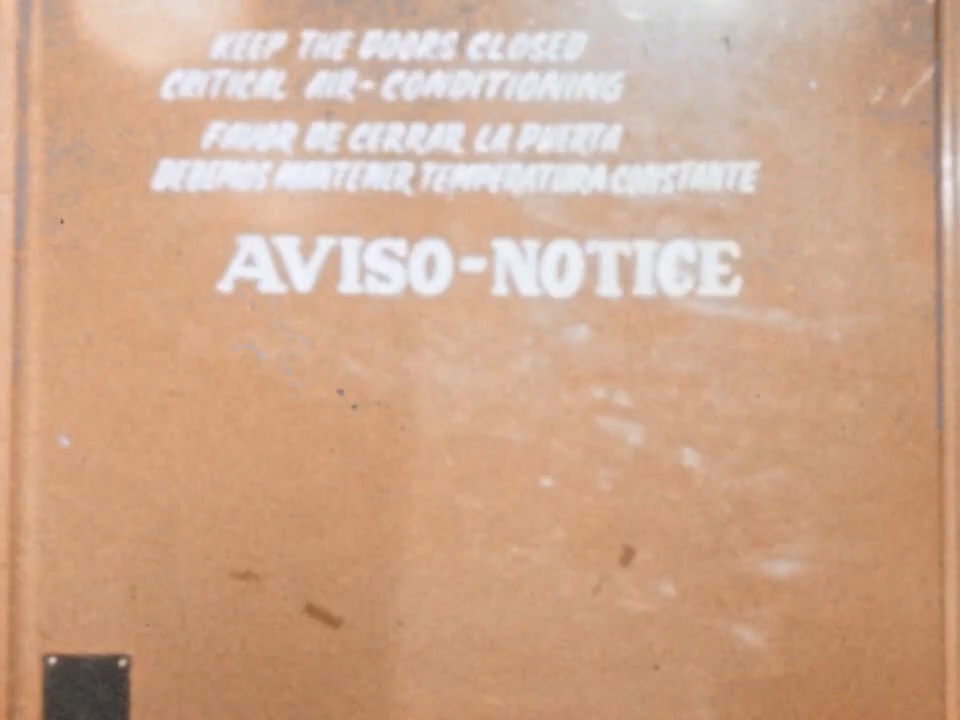 KEEP THE DOORS CLOSED
CRITICAL AIR-CONDITIONING
FAVOR DE CERRAR LA PUERTA
DEBEMOS MANTENER TEMPERATURA CONSTANTE
AVISO-NOTICE